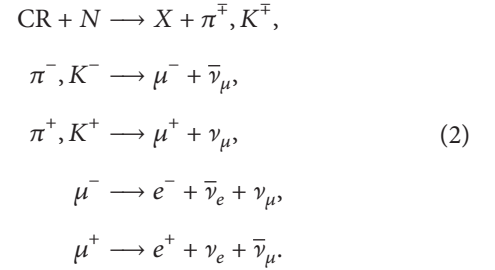 CR + N ⟶ X + π^∓, K^∓,
π^−, K^− ⟶ μ^− + ν̄_μ,
π^+, K^+ ⟶ μ^+ + ν_μ, (2)
μ^− ⟶ e^− + ν̄_e + ν_μ,
μ^+ ⟶ e^+ + ν_e + ν̄_μ.